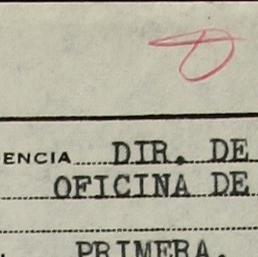 ENCIA DIR. DE
OFICINA DE
PRIMERA.